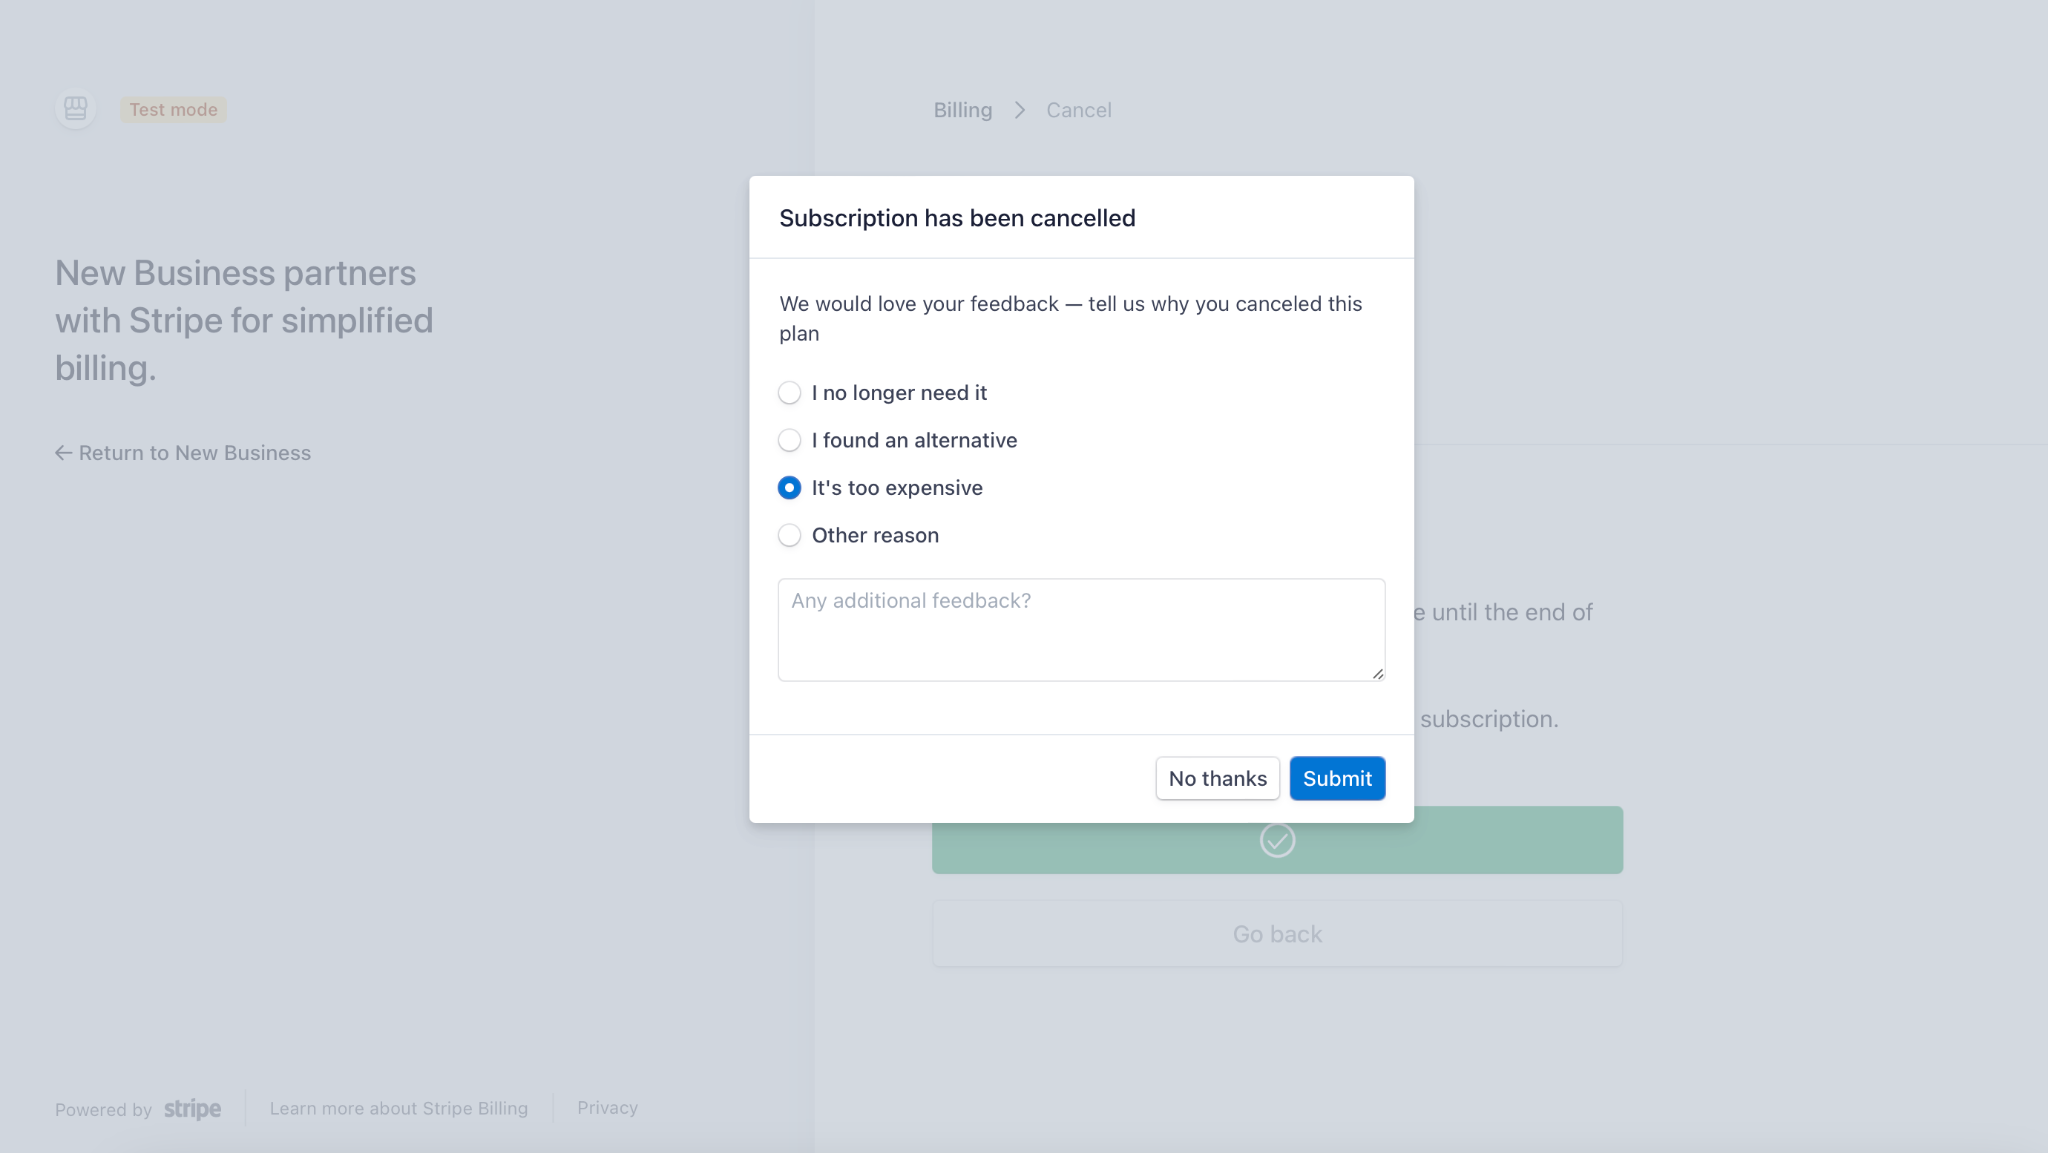 Test mode
New Business partners
with Stripe for simplified
billing.
← Return to New Business
Powered by stripe
Learn more about Stripe Billing
Privacy
Billing > Cancel
Subscription has been cancelled
We would love your feedback — tell us why you canceled this
plan
I no longer need it
I found an alternative
It's too expensive
Other reason
Any additional feedback?
No thanks
Submit
until the end of
subscription.
Go back